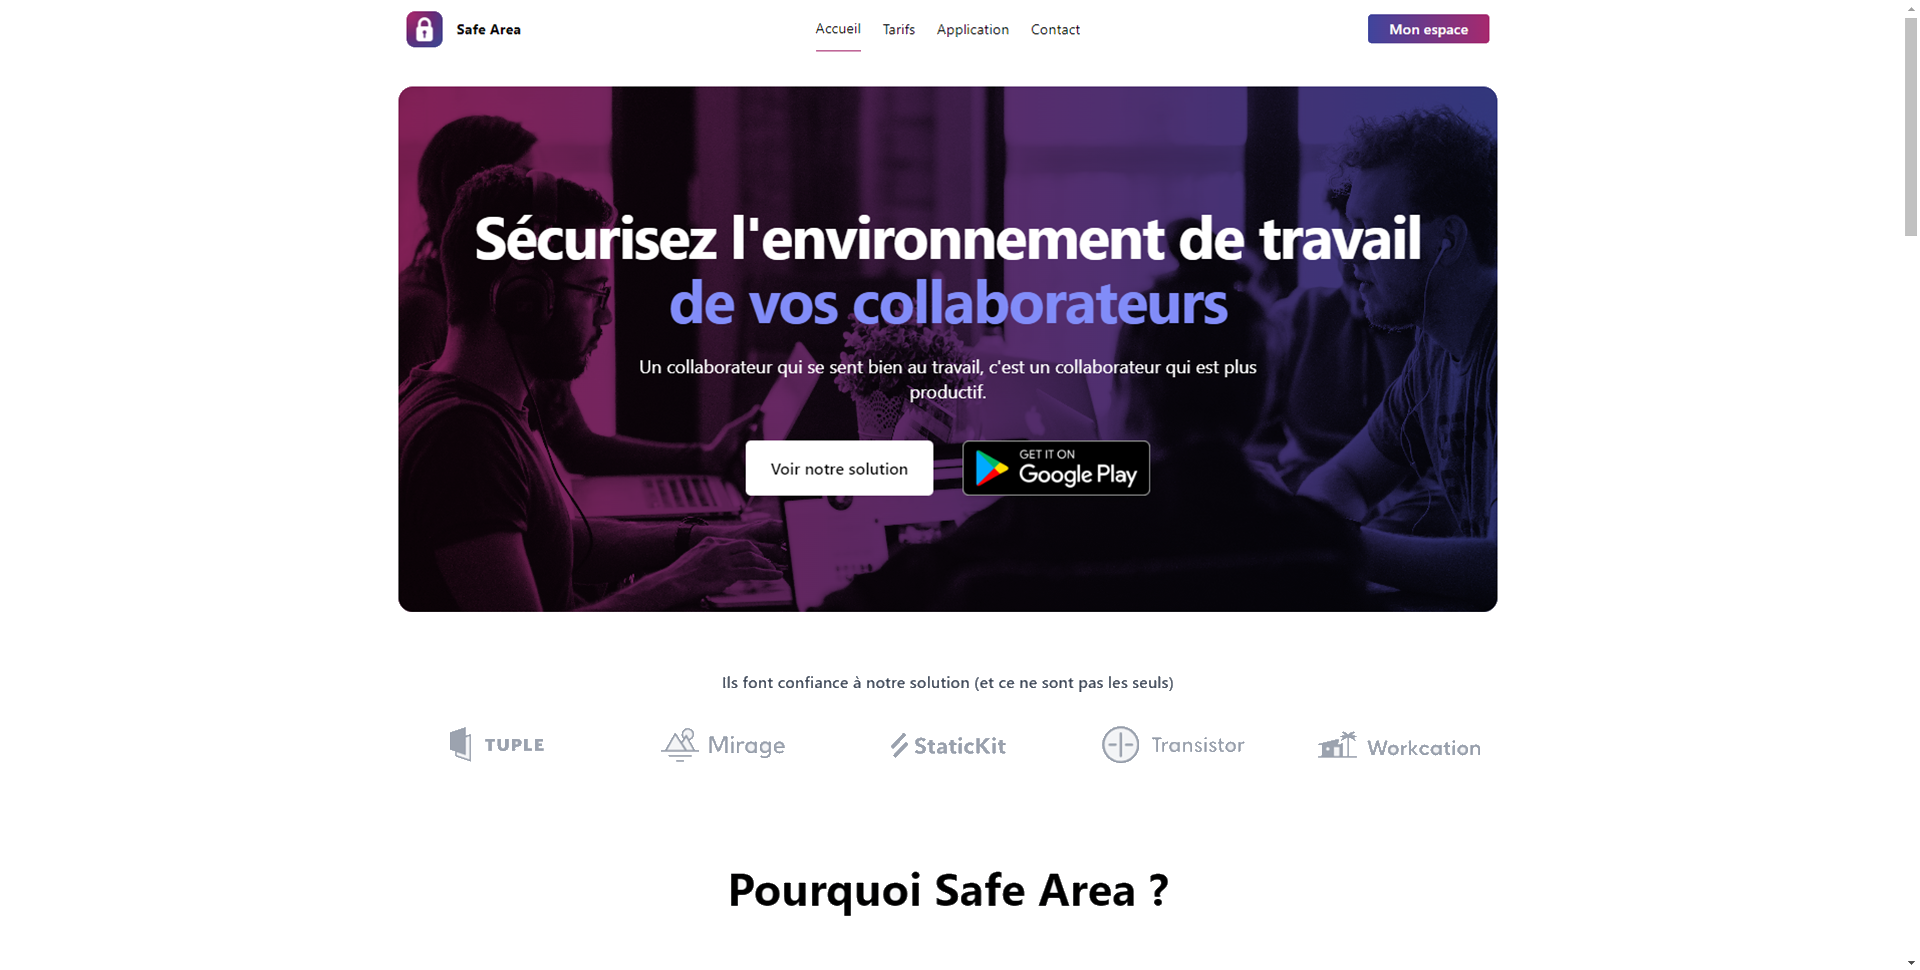 Safe Area
Accueil
Tarifs
Application
Contact
Mon espace
Sécurisez l'environnement de travail
de vos collaborateurs
Un collaborateur qui se sent bien au travail, c'est un collaborateur qui est plus
productif.
Voir notre solution
GET IT ON
Google Play
Ils font confiance à notre solution (et ce ne sont pas les seuls)
TUPLE
Mirage
StaticKit
Transistor
Workcation
Pourquoi Safe Area ?